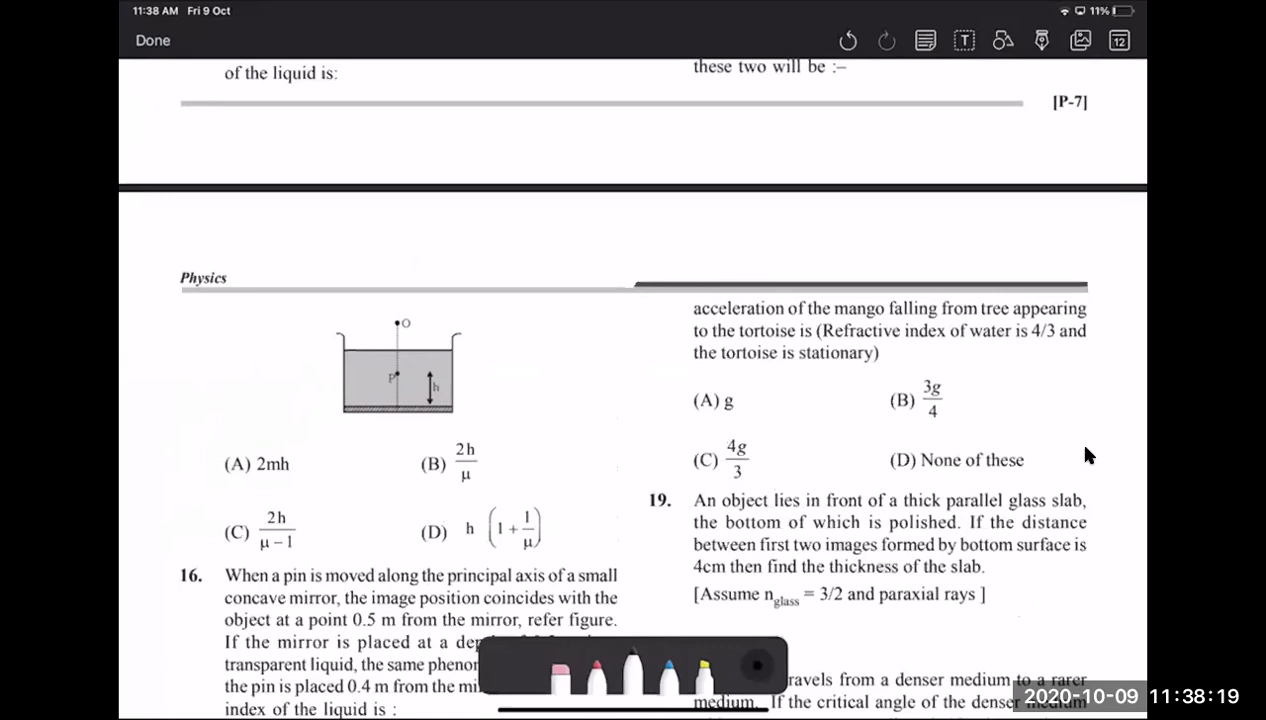 11:38 AM Fri 9 Oct
11%
Done
T
12
of the liquid is:
these two will be :–
[P-7]
Physics
O
P
h
(A) 2mh
(B) 2h/μ
(C) 2h/μ – 1
(D) h (1 + 1/μ)
16. When a pin is moved along the principal axis of a small
concave mirror, the image position coincides with the
object at a point 0.5 m from the mirror, refer figure.
If the mirror is placed at a
transparent liquid, the same
the pin is placed 0.4 m from the
index of the liquid is :
acceleration of the mango falling from tree appearing
to the tortoise is (Refractive index of water is 4/3 and
the tortoise is stationary)
(A) g
(B) 3g/4
(C) 4g/3
(D) None of these
19. An object lies in front of a thick parallel glass slab,
the bottom of which is polished. If the distance
between first two images formed by bottom surface is
4cm then find the thickness of the slab.
[Assume nglass = 3/2 and paraxial rays ]
ravels from a denser medium to a rarer
medium. If the critical angle of the denser medium
2020-10-09 11:38:19